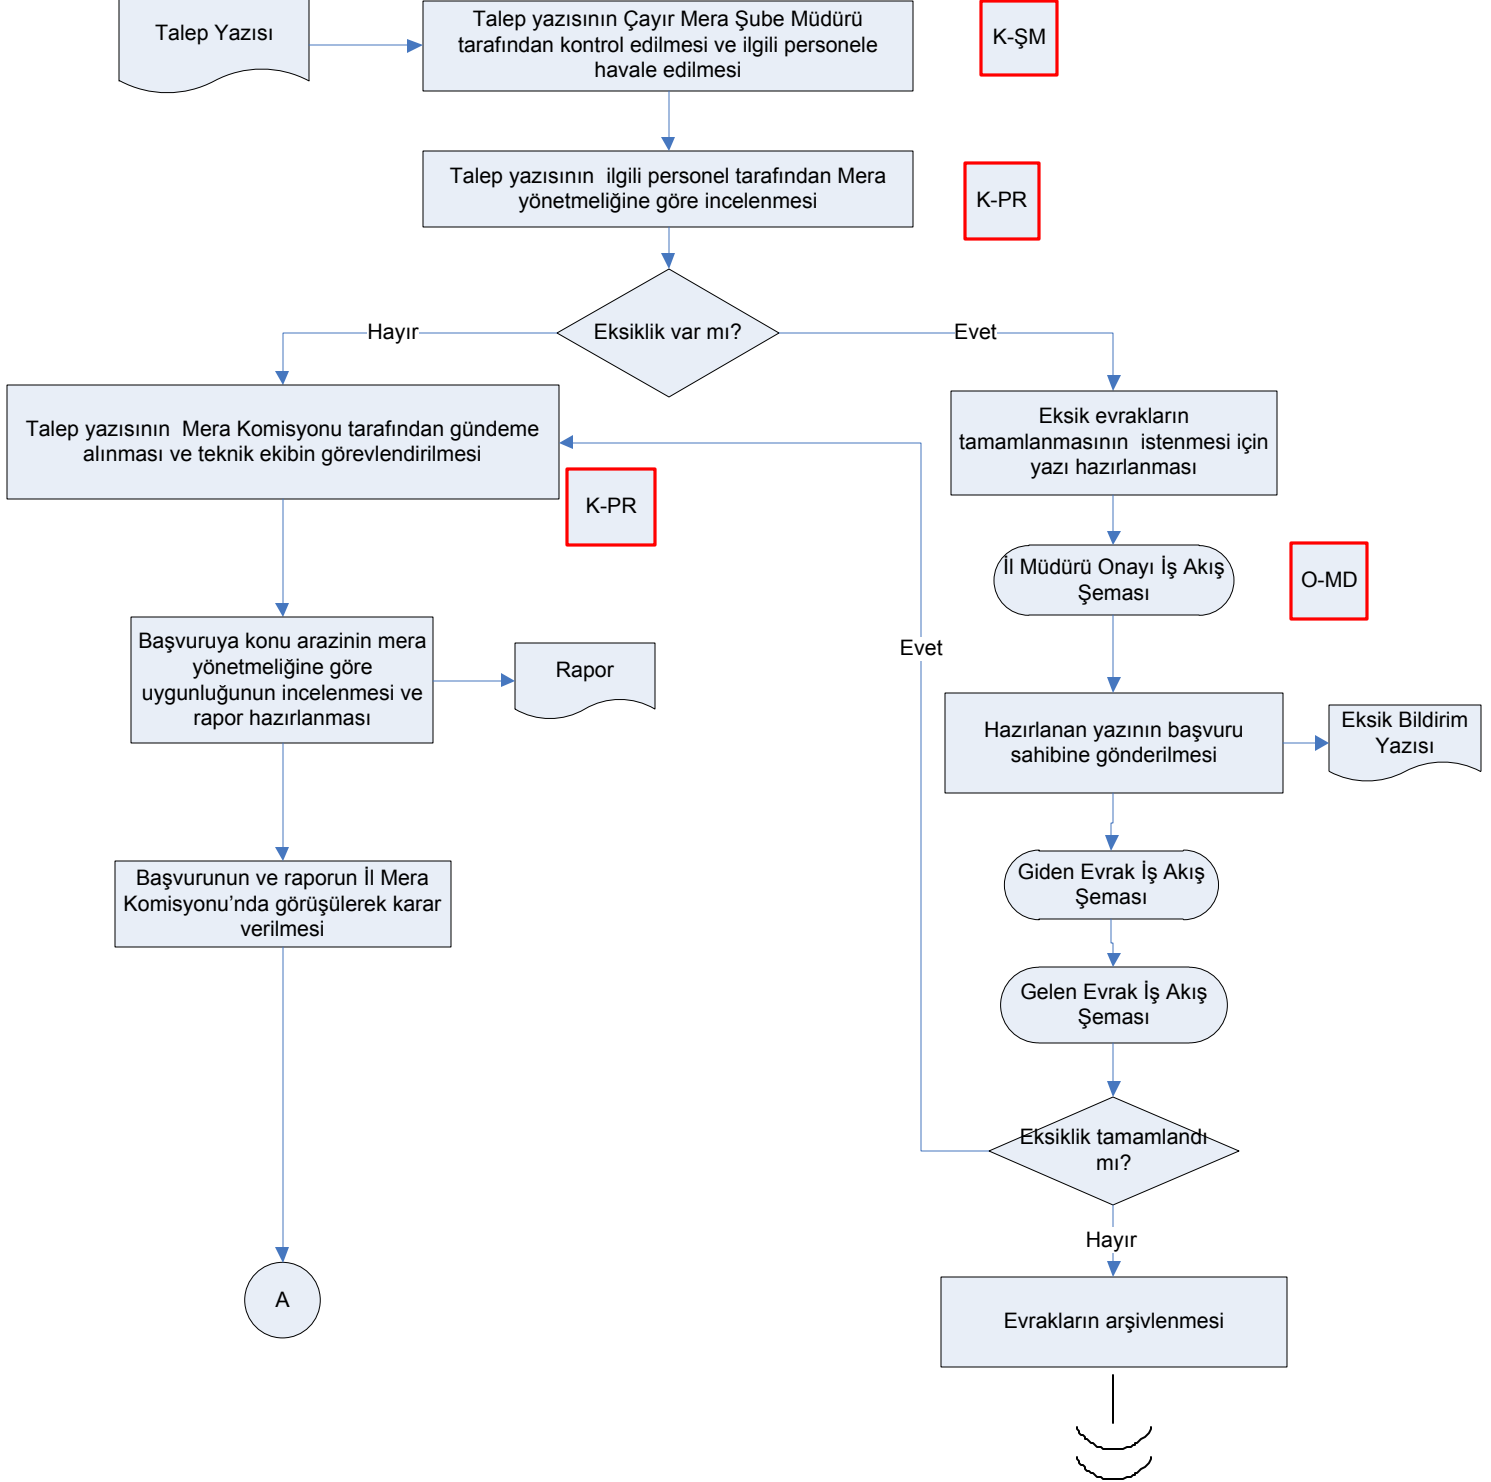 Talep Yazısı
Talep yazısının Çayır Mera Şube Müdürü
tarafından kontrol edilmesi ve ilgili personele
havale edilmesi
K-ŞM
Talep yazısının  ilgili personel tarafından Mera
yönetmeliğine göre incelenmesi
K-PR
Hayır
Eksiklik var mı?
Evet
Talep yazısının  Mera Komisyonu tarafından gündeme
alınması ve teknik ekibin görevlendirilmesi
K-PR
Eksik evrakların
tamamlanmasının  istenmesi için
yazı hazırlanması
İl Müdürü Onayı İş Akış
Şeması
O-MD
Evet
Başvuruya konu arazinin mera
yönetmeliğine göre
uygunluğunun incelenmesi ve
rapor hazırlanması
Rapor
Hazırlanan yazının başvuru
sahibine gönderilmesi
Eksik Bildirim
Yazısı
Başvurunun ve raporun İl Mera
Komisyonu’nda görüşülerek karar
verilmesi
Giden Evrak İş Akış
Şeması
Gelen Evrak İş Akış
Şeması
Eksiklik tamamlandı
mı?
Hayır
A
Evrakların arşivlenmesi